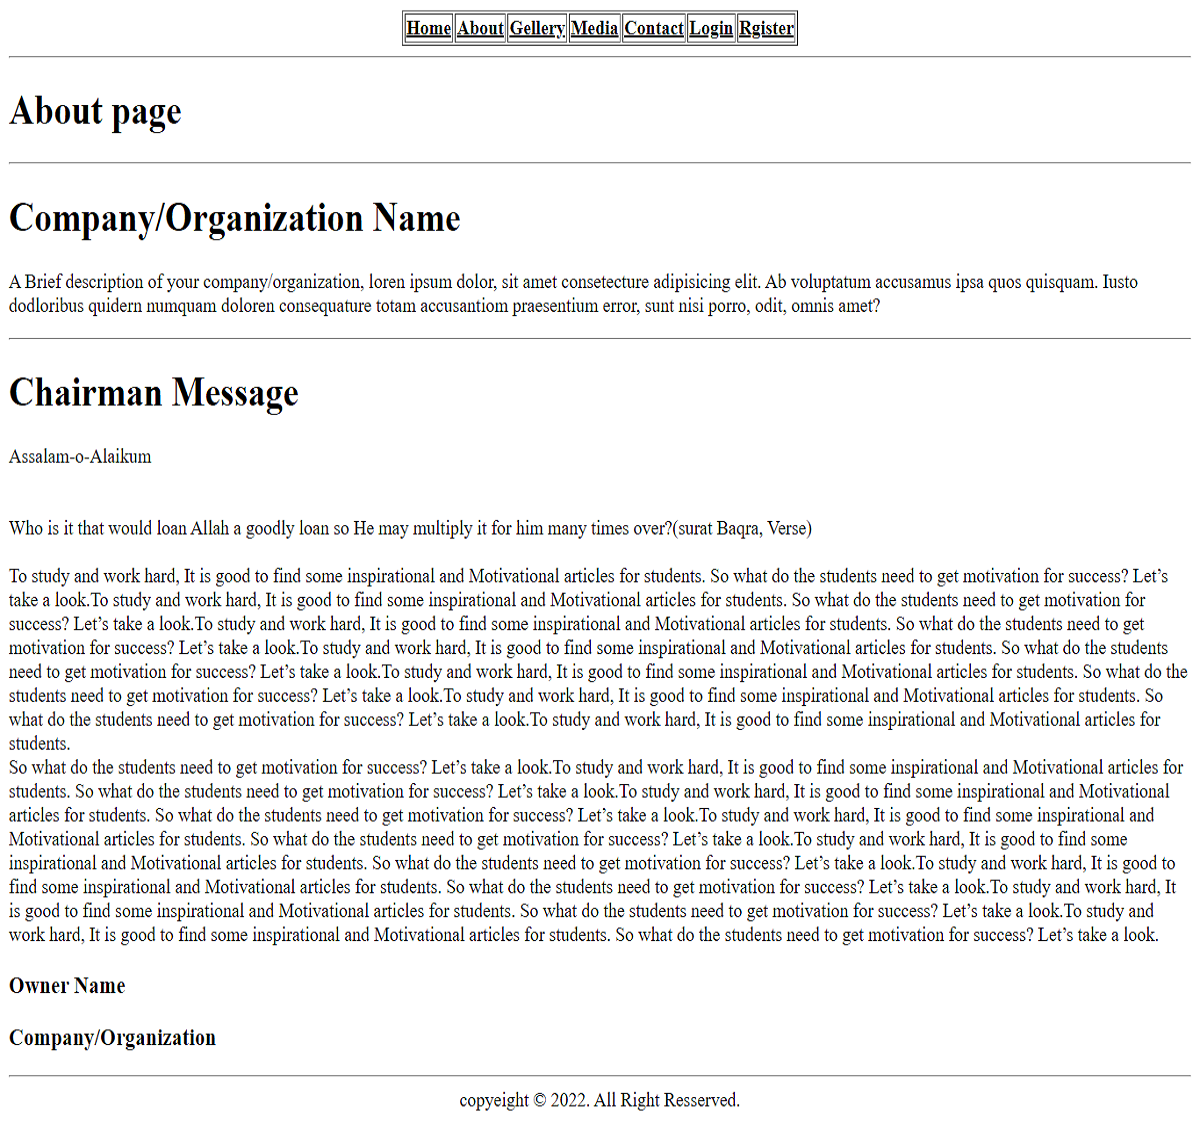 Home About Gellery Media Contact Login Rgister
About page
Company/Organization Name
A Brief description of your company/organization, loren ipsum dolor, sit amet consetecture adipisicing elit. Ab voluptatum accusamus ipsa quos quisquam. Iusto
dodloribus quidern numquam doloren consequature totam accusantiom praesentium error, sunt nisi porro, odit, omnis amet?
Chairman Message
Assalam-o-Alaikum
Who is it that would loan Allah a goodly loan so He may multiply it for him many times over?(surat Baqra, Verse)
To study and work hard, It is good to find some inspirational and Motivational articles for students. So what do the students need to get motivation for success? Let’s
take a look.To study and work hard, It is good to find some inspirational and Motivational articles for students. So what do the students need to get motivation for
success? Let’s take a look.To study and work hard, It is good to find some inspirational and Motivational articles for students. So what do the students need to get
motivation for success? Let’s take a look.To study and work hard, It is good to find some inspirational and Motivational articles for students. So what do the students
need to get motivation for success? Let’s take a look.To study and work hard, It is good to find some inspirational and Motivational articles for students. So what do the
students need to get motivation for success? Let’s take a look.To study and work hard, It is good to find some inspirational and Motivational articles for students. So
what do the students need to get motivation for success? Let’s take a look.To study and work hard, It is good to find some inspirational and Motivational articles for
students.
So what do the students need to get motivation for success? Let’s take a look.To study and work hard, It is good to find some inspirational and Motivational articles for
students. So what do the students need to get motivation for success? Let’s take a look.To study and work hard, It is good to find some inspirational and Motivational
articles for students. So what do the students need to get motivation for success? Let’s take a look.To study and work hard, It is good to find some inspirational and
Motivational articles for students. So what do the students need to get motivation for success? Let’s take a look.To study and work hard, It is good to find some
inspirational and Motivational articles for students. So what do the students need to get motivation for success? Let’s take a look.To study and work hard, It is good to
find some inspirational and Motivational articles for students. So what do the students need to get motivation for success? Let’s take a look.To study and work hard, It
is good to find some inspirational and Motivational articles for students. So what do the students need to get motivation for success? Let’s take a look.To study and
work hard, It is good to find some inspirational and Motivational articles for students. So what do the students need to get motivation for success? Let’s take a look.
Owner Name
Company/Organization
copyeight © 2022. All Right Resserved.